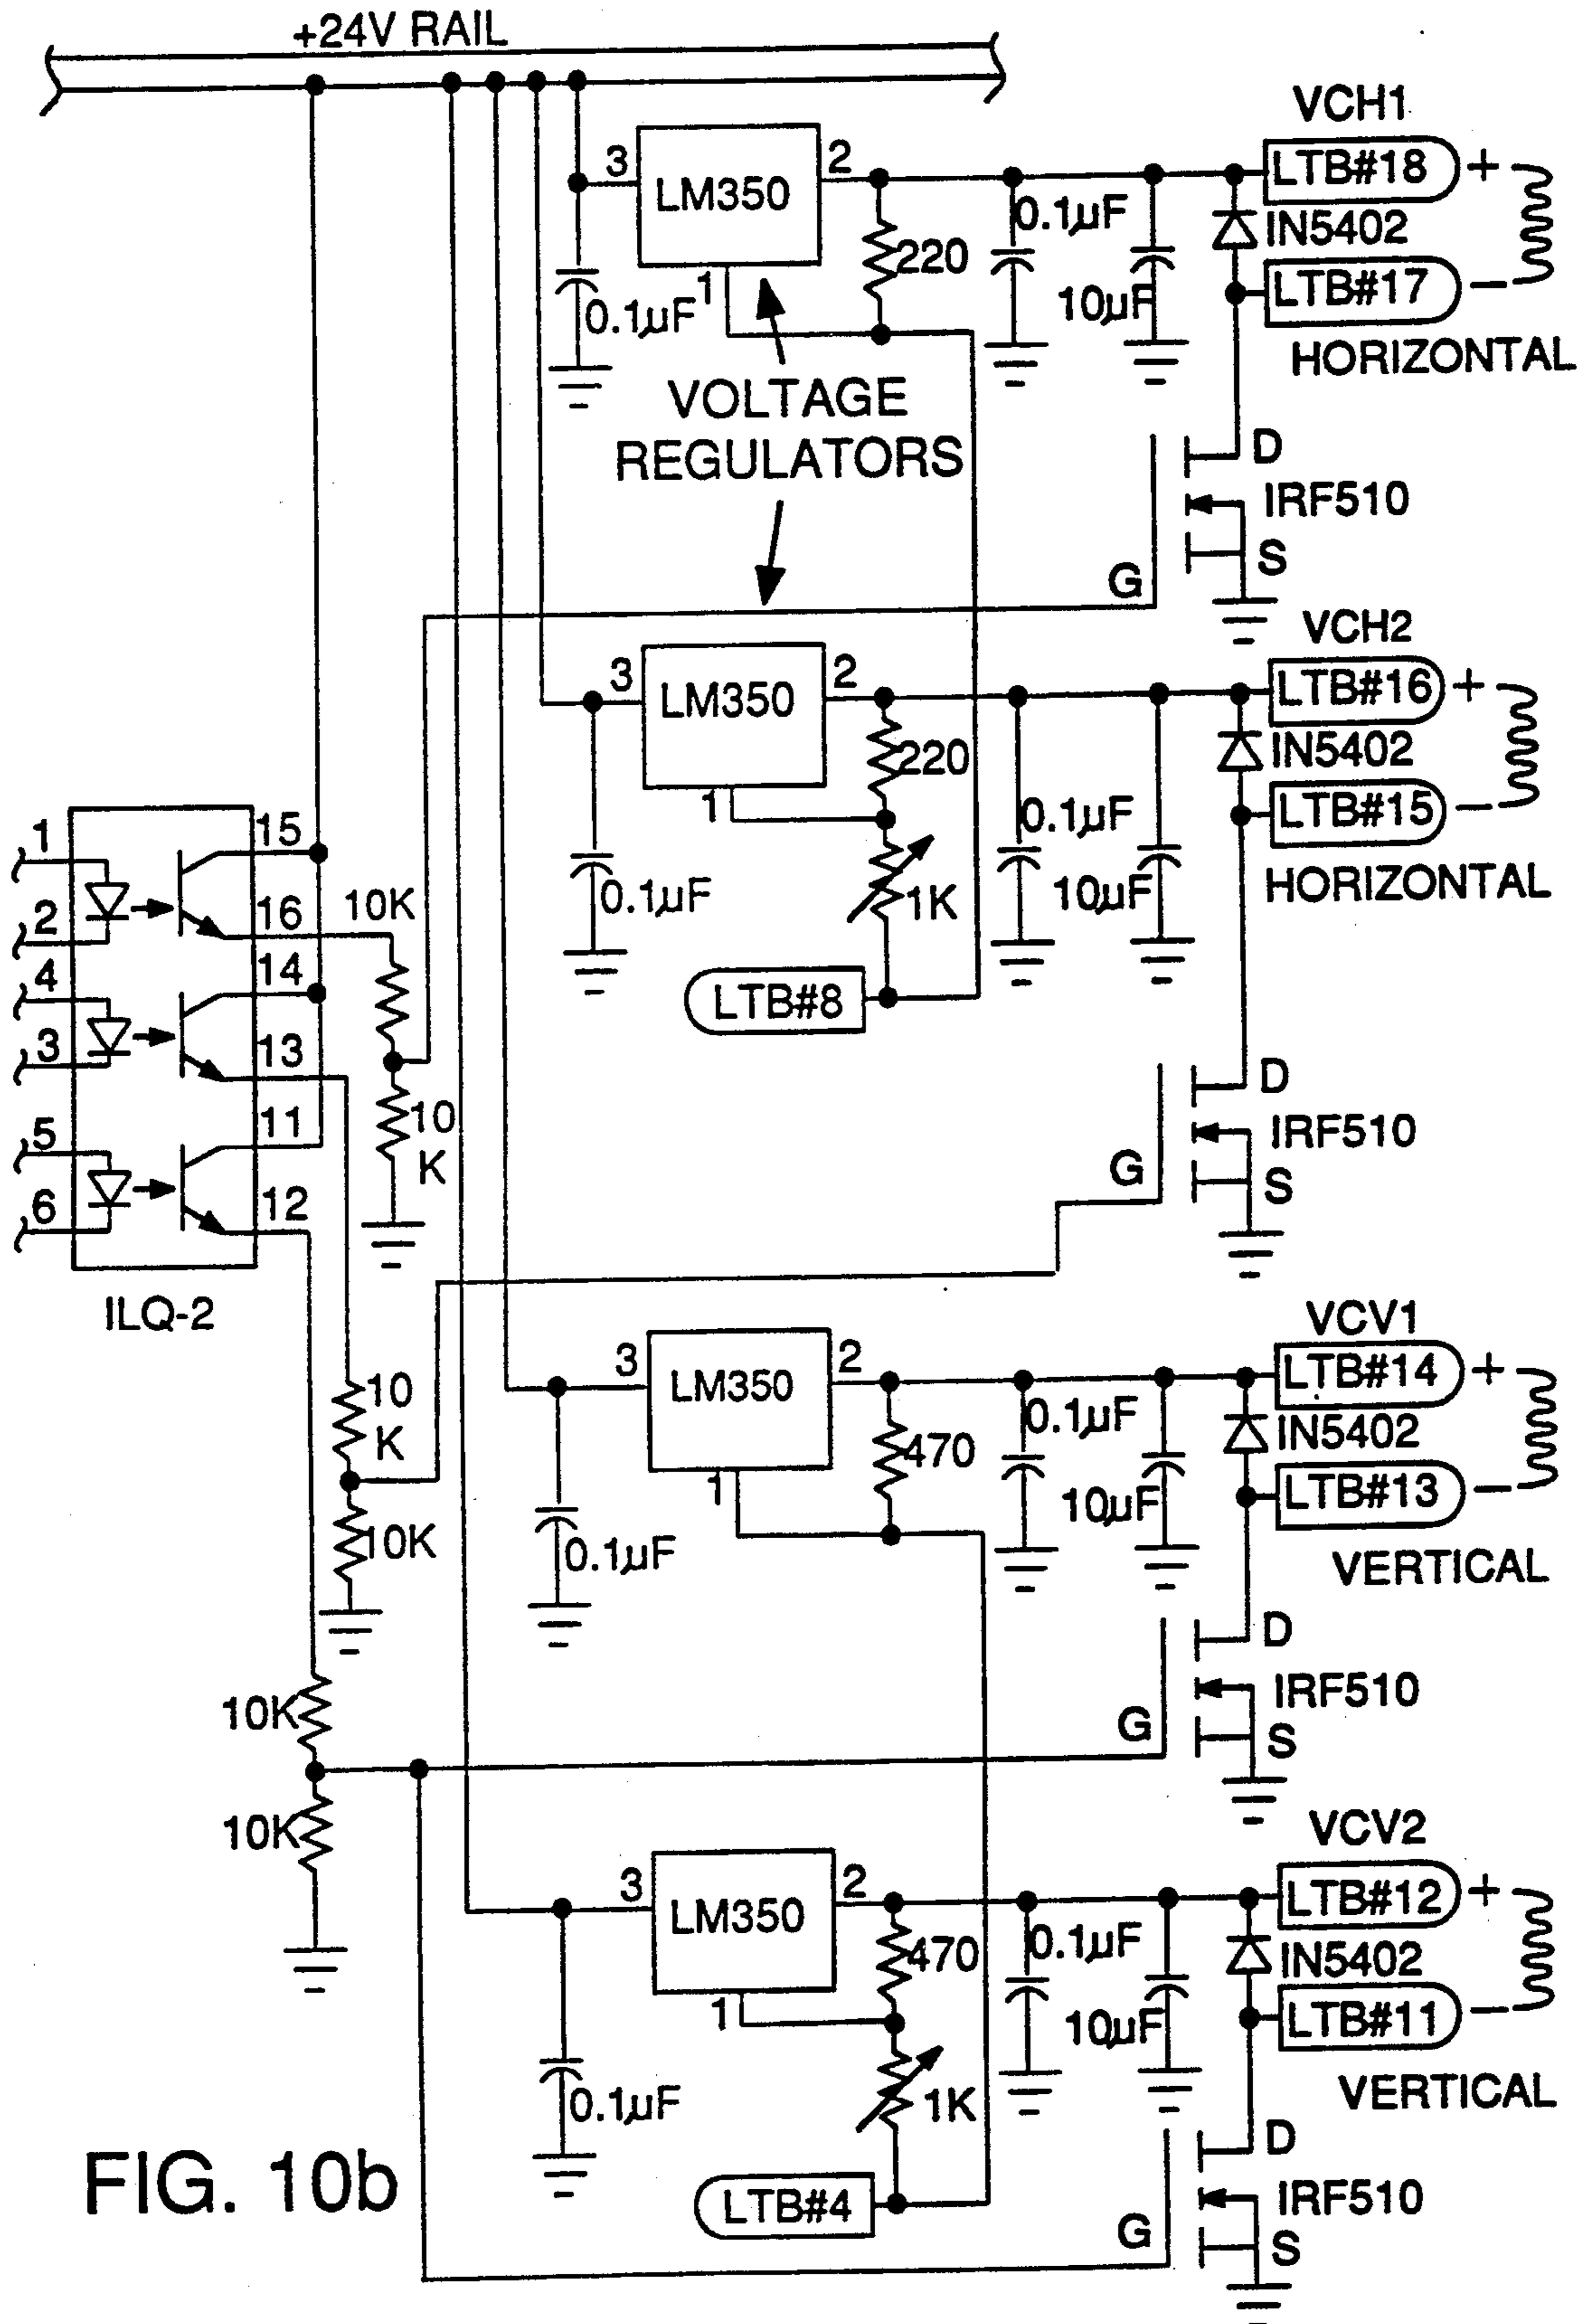 +24V RAIL
VCH1
3
LM350
2
LTB#18
+
0.1µF
IN5402
220
1
0.1µF
10µF
LTB#17
−
HORIZONTAL
VOLTAGE
REGULATORS
D
IRF510
S
G
VCH2
3
LM350
2
LTB#16
+
IN5402
220
1
0.1µF
LTB#15
−
0.1µF
1K
10µF
HORIZONTAL
LTB#8
1
15
2
16
10K
4
14
3
13
10
K
5
11
6
12
ILQ-2
D
IRF510
G
S
VCV1
3
LM350
2
LTB#14
+
10
K
0.1µF
IN5402
470
1
10µF
LTB#13
−
10K
0.1µF
VERTICAL
D
IRF510
G
S
10K
10K
VCV2
3
LM350
2
LTB#12
+
0.1µF
IN5402
470
1
10µF
LTB#11
−
0.1µF
1K
VERTICAL
LTB#4
D
IRF510
G
S
FIG. 10b